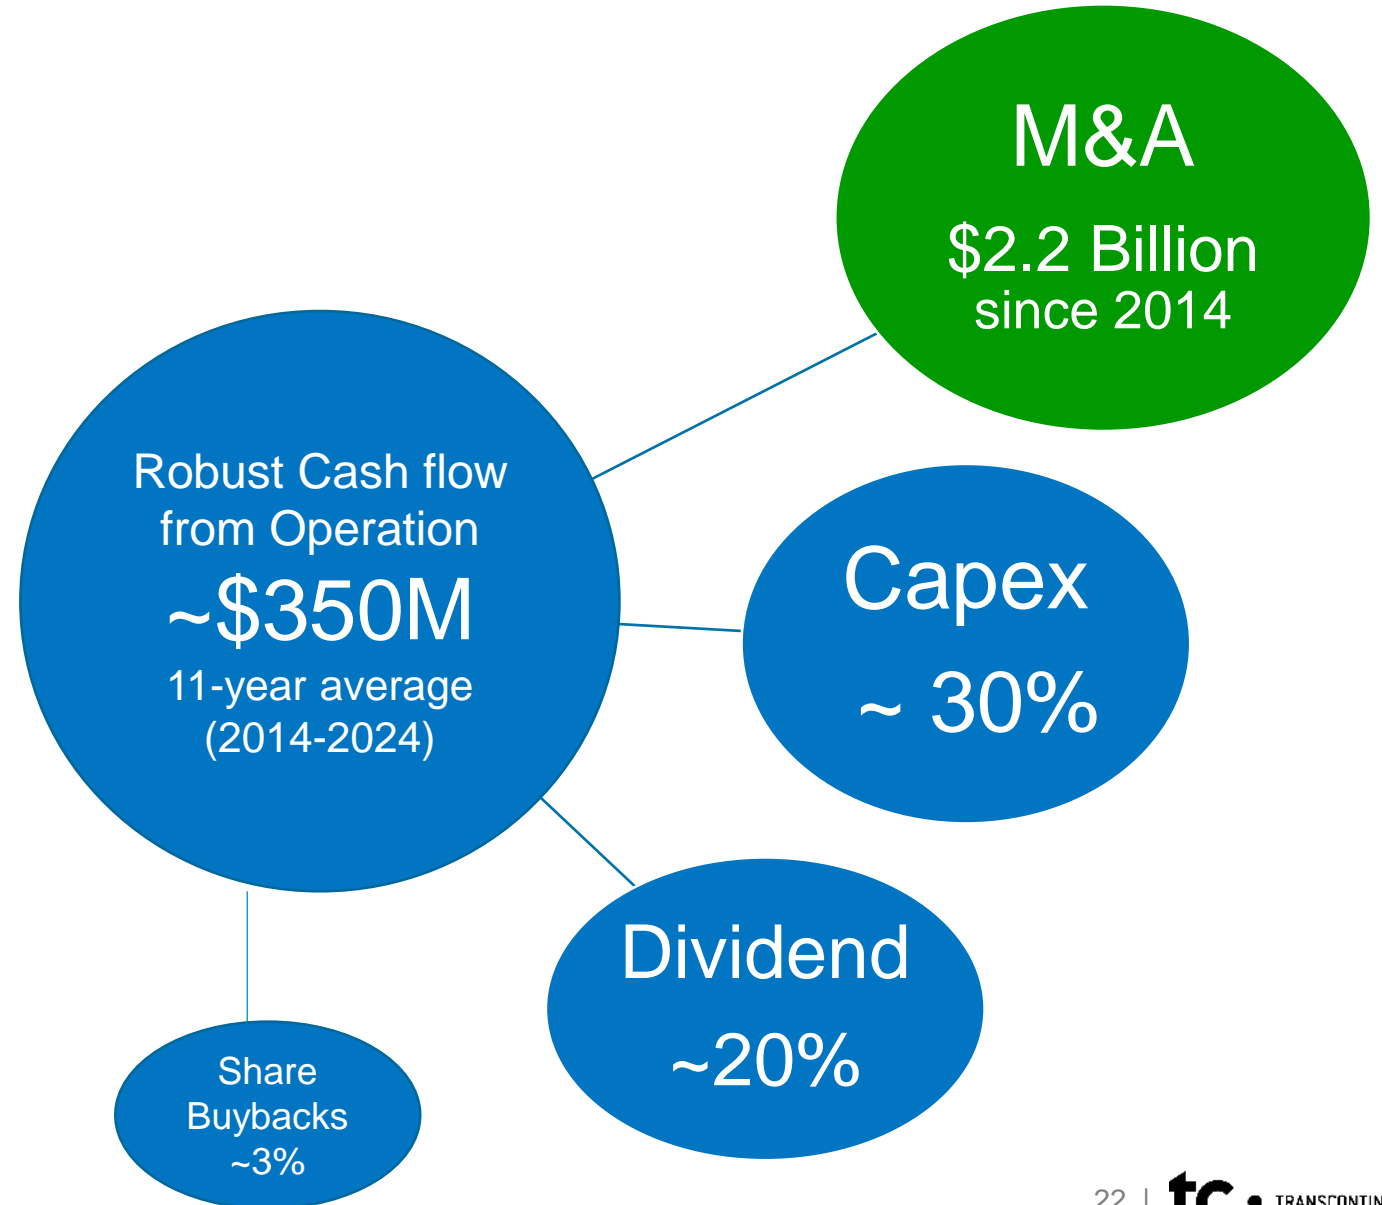 M&A
$2.2 Billion
since 2014
Robust Cash flow
from Operation
~$350M
11-year average
(2014-2024)
Capex
~ 30%
Dividend
~20%
Share
Buybacks
~3%
22 |
tc.